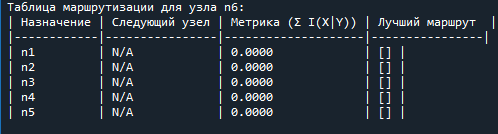 Таблица маршрутизации для узла n6:
| Назначение | Следующий узел | Метрика (Σ I(X|Y)) | Лучший маршрут |
|------------|----------------|--------------------|----------------|
| n1 | N/A | 0.0000 | [] |
| n2 | N/A | 0.0000 | [] |
| n3 | N/A | 0.0000 | [] |
| n4 | N/A | 0.0000 | [] |
| n5 | N/A | 0.0000 | [] |